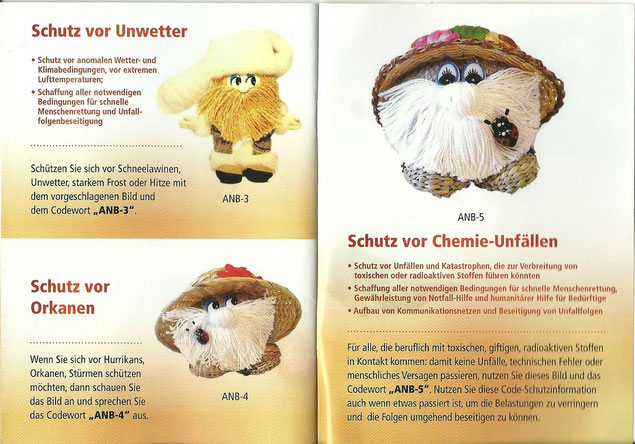 Schutz vor Unwetter
• Schutz vor anomalen Wetter- und
Klimabedingungen, vor extremen
Lufttemperaturen;
• Schaffung aller notwendigen
Bedingungen für schnelle
Menschenrettung und Unfall-
folgenbeseitigung
Schützen Sie sich vor Schneelawinen,
Unwetter, starkem Frost oder Hitze mit
dem vorgeschlagenen Bild und
dem Codewort „ANB-3“.
ANB-3
Schutz vor
Orkanen
Wenn Sie sich vor Hurrikans,
Orkanen, Stürmen schützen
möchten, dann schauen Sie
das Bild an und sprechen Sie
das Codewort „ANB-4“ aus.
ANB-4
ANB-5
Schutz vor Chemie-Unfällen
• Schutz vor Unfällen und Katastrophen, die zur Verbreitung von
toxischen oder radioaktiven Stoffen führen könnten
• Schaffung aller notwendigen Bedingungen für schnelle Menschenrettung,
Gewährleistung von Notfall-Hilfe und humanitärer Hilfe für Bedürftige
• Aufbau von Kommunikationsnetzen und Beseitigung von Unfallfolgen
Für alle, die beruflich mit toxischen, giftigen, radioaktiven Stoffen
in Kontakt kommen: damit keine Unfälle, technischen Fehler oder
menschliches Versagen passieren, nutzen Sie dieses Bild und das
Codewort „ANB-5“. Nutzen Sie diese Code-Schutzinformation
auch wenn etwas passiert ist, um die Belastungen zu verringern
und die Folgen umgehend beseitigen zu können.